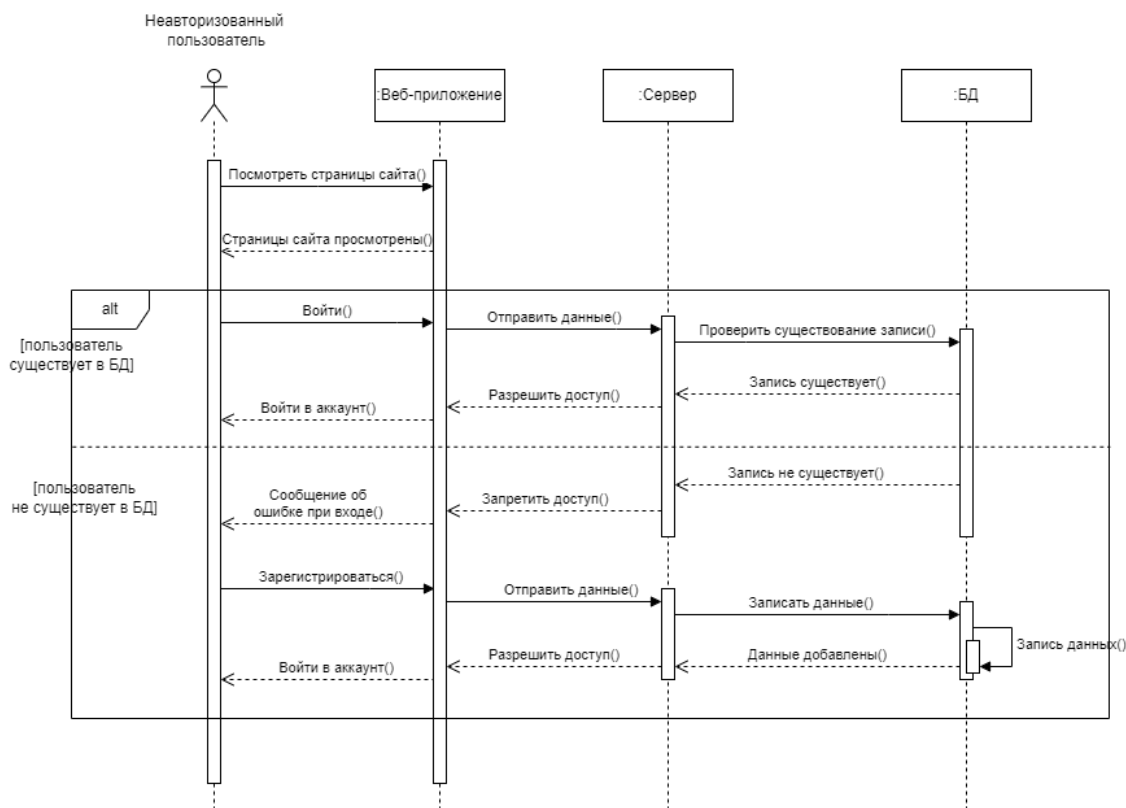 Неавторизованный
пользователь
:Веб-приложение
:Сервер
:БД
Посмотреть страницы сайта()
Страницы сайта просмотрены()
alt
Войти()
Отправить данные()
Проверить существование записи()
[пользователь
существует в БД]
Запись существует()
Разрешить доступ()
Войти в аккаунт()
Запись не существует()
[пользователь
не существует в БД]
Запретить доступ()
Сообщение об
ошибке при входе()
Зарегистрироваться()
Отправить данные()
Записать данные()
Запись данных()
Данные добавлены()
Разрешить доступ()
Войти в аккаунт()